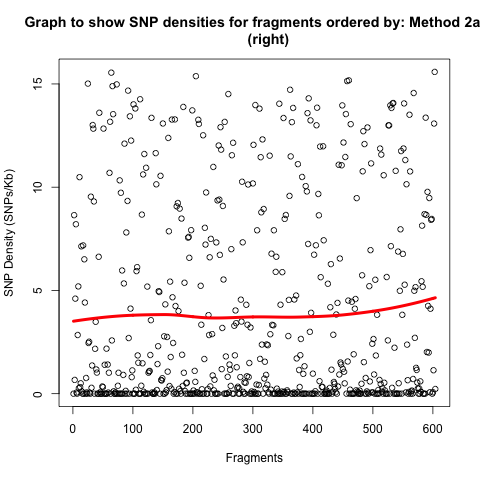 Graph to show SNP densities for fragments ordered by: Method 2a
(right)
SNP Density (SNPs/Kb)
15
10
5
0
0 100 200 300 400 500 600
Fragments